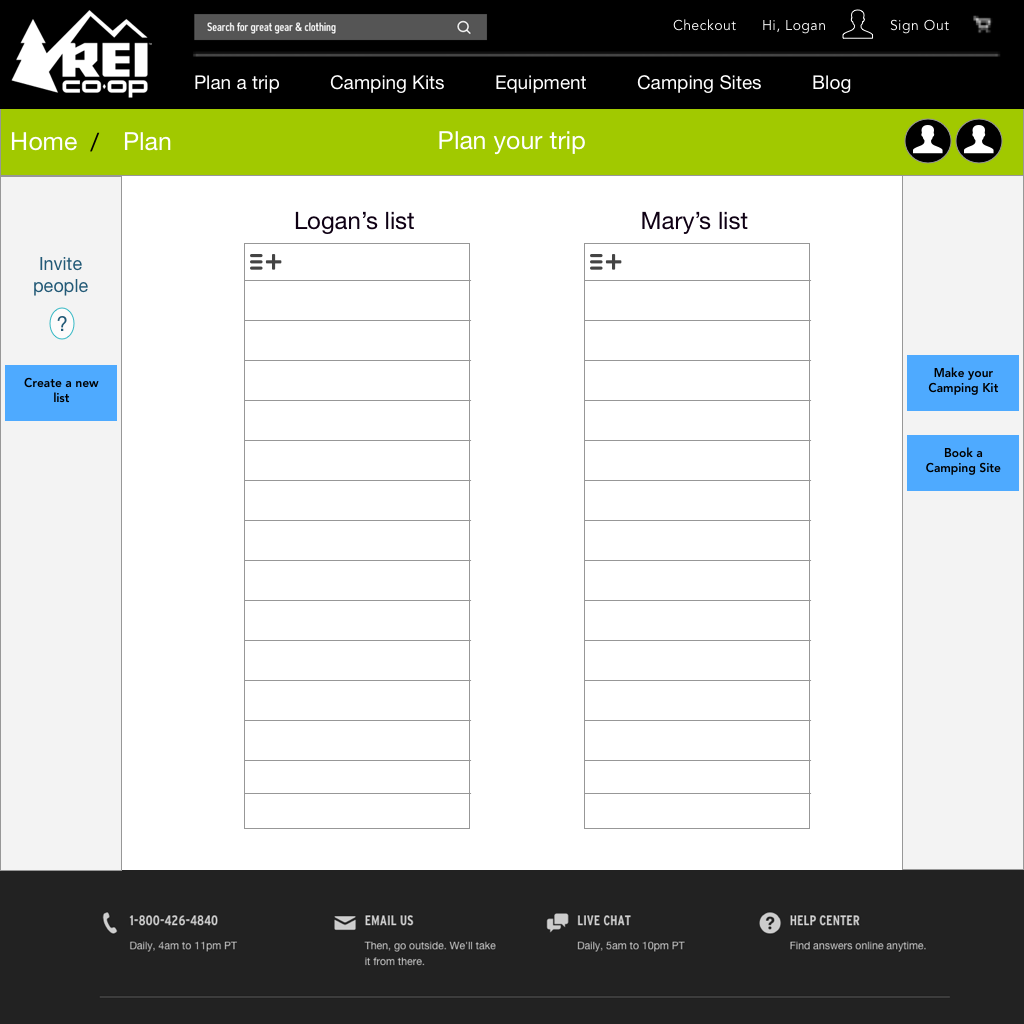 REI
co·op
Search for great gear & clothing
Checkout
Hi, Logan
Sign Out
Plan a trip
Camping Kits
Equipment
Camping Sites
Blog
Home / Plan
Plan your trip
Logan’s list
Mary’s list
Invite
people
?
Create a new
list
Make your
Camping Kit
Book a
Camping Site
1-800-426-4840
Daily, 4am to 11pm PT
EMAIL US
Then, go outside. We’ll take
it from there.
LIVE CHAT
Daily, 5am to 10pm PT
? HELP CENTER
Find answers online anytime.